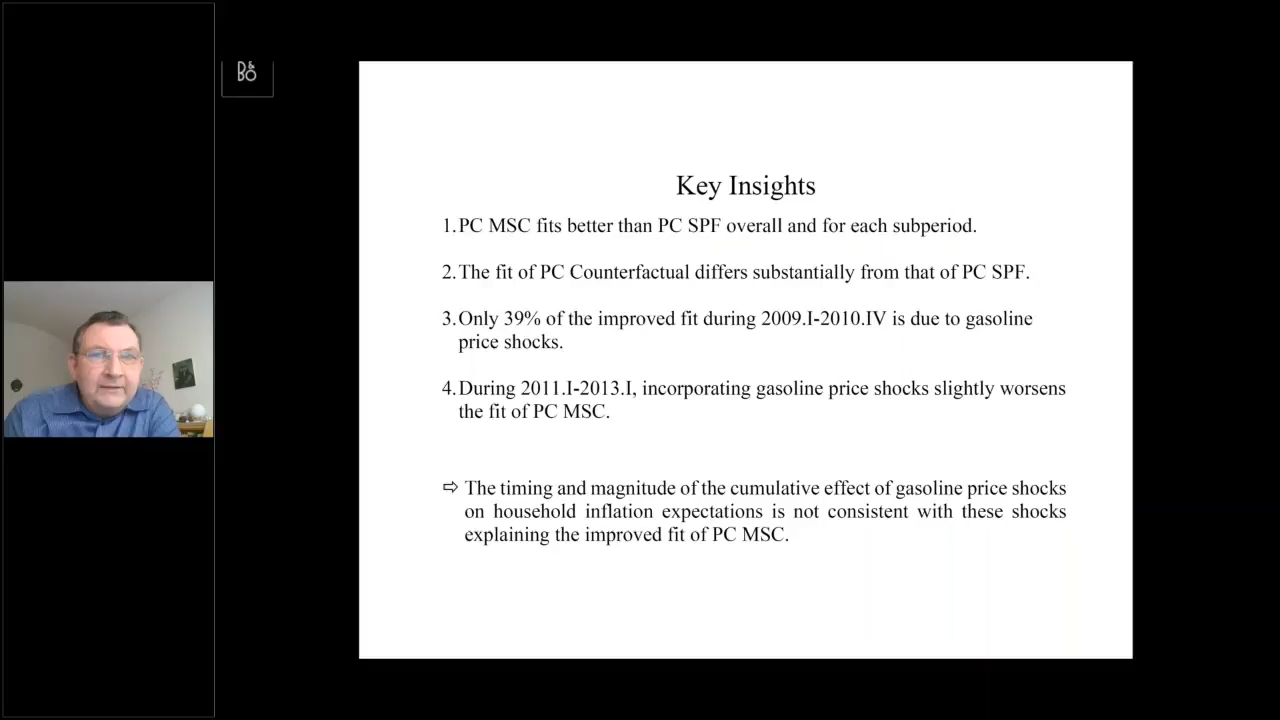 B&
BO
Key Insights
1. PC MSC fits better than PC SPF overall and for each subperiod.
2. The fit of PC Counterfactual differs substantially from that of PC SPF.
3. Only 39% of the improved fit during 2009.I-2010.IV is due to gasoline
price shocks.
4. During 2011.I-2013.I, incorporating gasoline price shocks slightly worsens
the fit of PC MSC.
⇨ The timing and magnitude of the cumulative effect of gasoline price shocks
on household inflation expectations is not consistent with these shocks
explaining the improved fit of PC MSC.